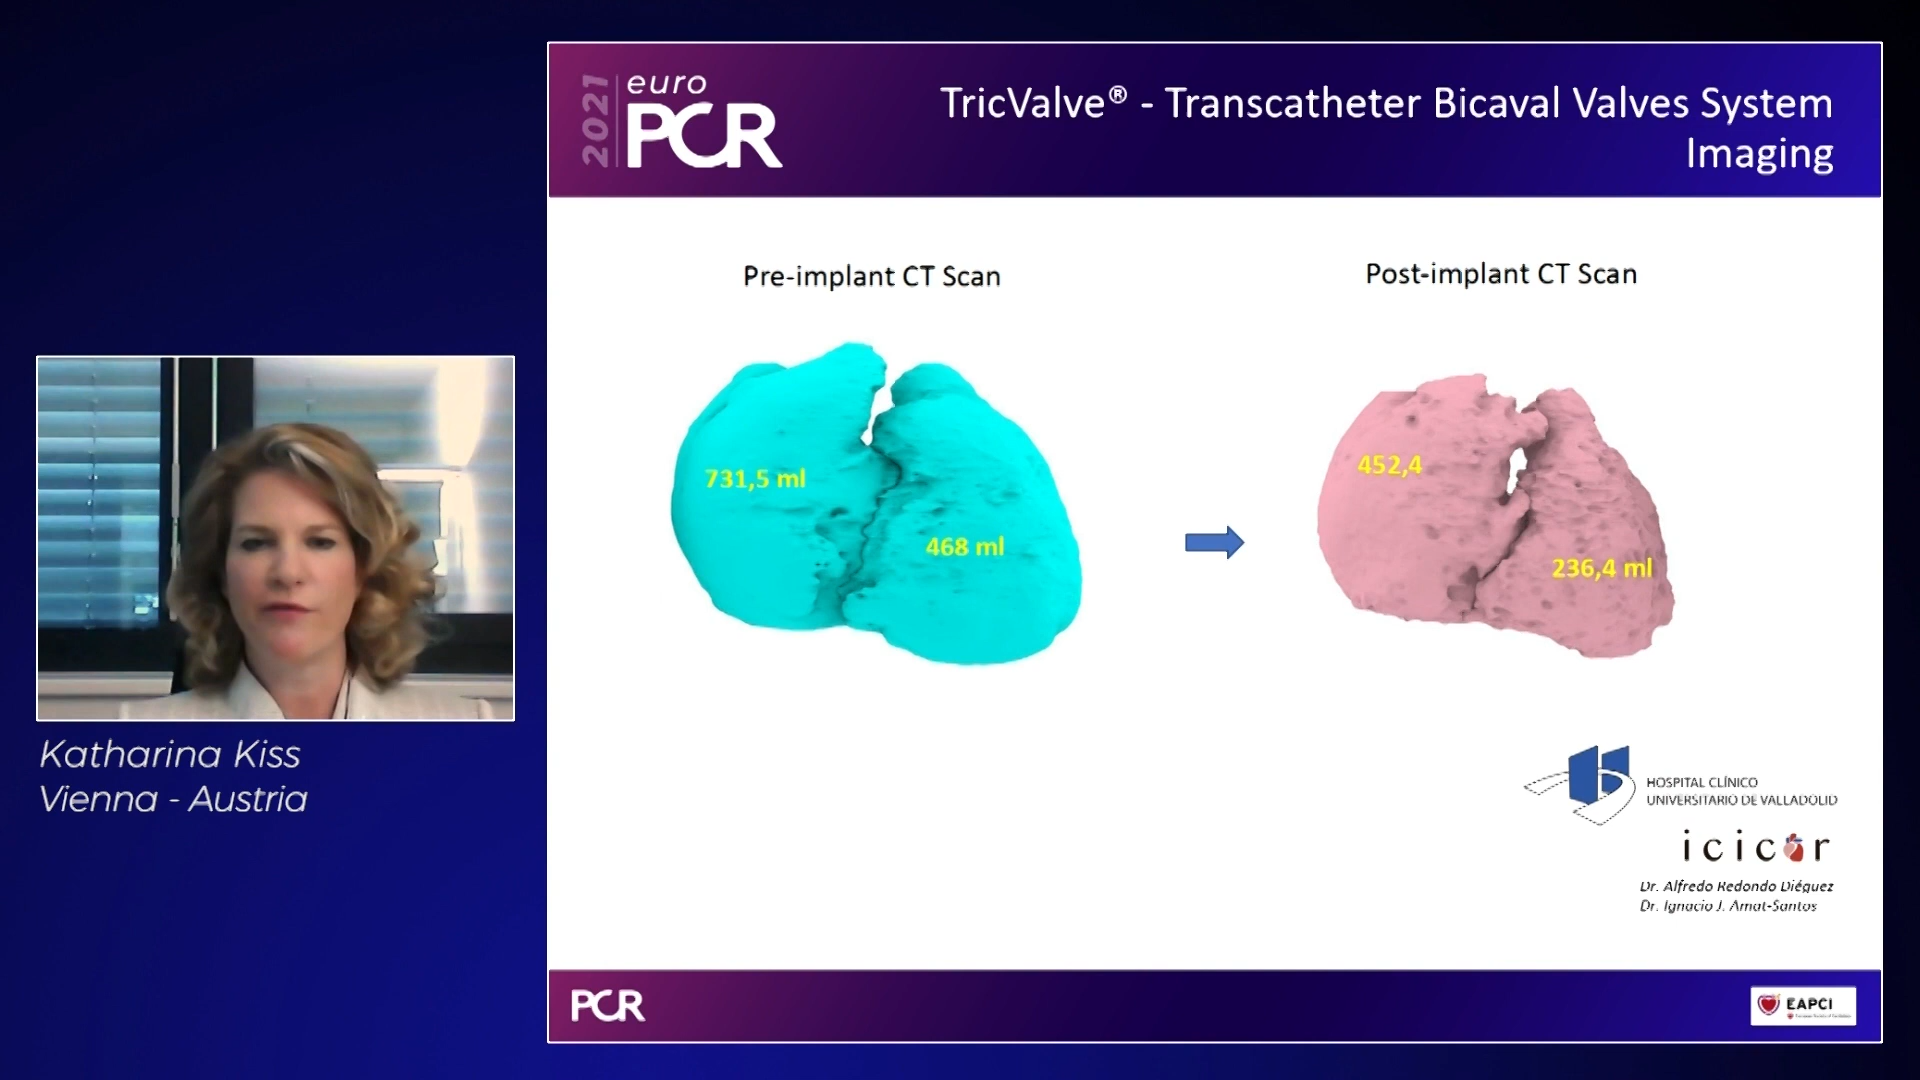 2021
euro
PCR
TricValve® - Transcatheter Bicaval Valves System
Imaging
Pre-implant CT Scan
Post-implant CT Scan
731,5 ml
468 ml
452,4
236,4 ml
Katharina Kiss
Vienna - Austria
HOSPITAL CLÍNICO
UNIVERSITARIO DE VALLADOLID
icicor
Dr. Alfredo Redondo Diéguez
Dr. Ignacio J. Amat-Santos
PCR
EAPCI